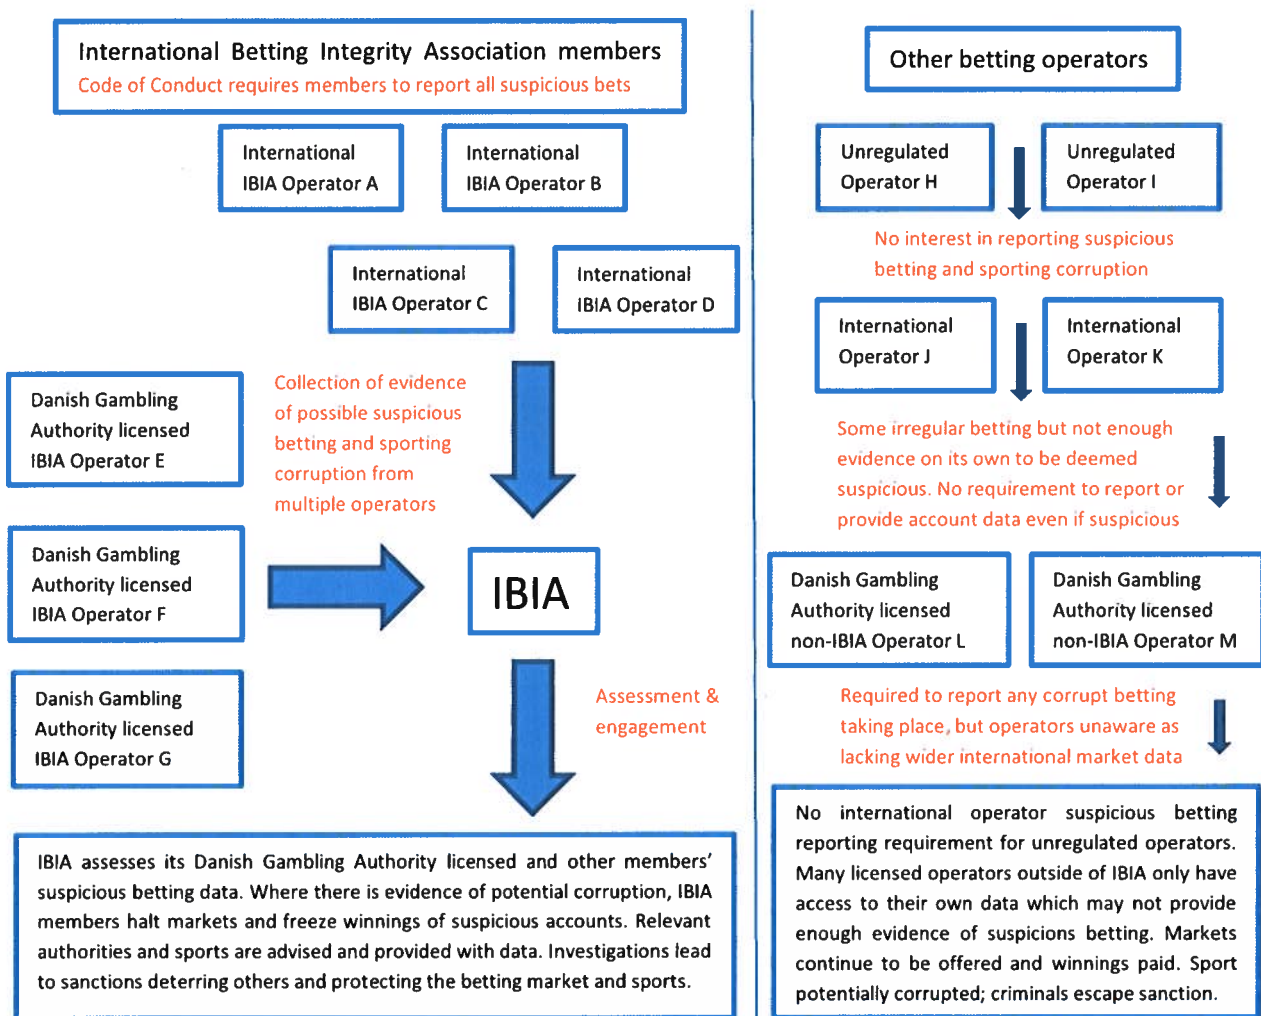 International Betting Integrity Association members
Code of Conduct requires members to report all suspicious bets
International
IBIA Operator A
International
IBIA Operator B
International
IBIA Operator C
International
IBIA Operator D
Danish Gambling
Authority licensed
IBIA Operator E
Collection of evidence
of possible suspicious
betting and sporting
corruption from
multiple operators
Danish Gambling
Authority licensed
IBIA Operator F
IBIA
Danish Gambling
Authority licensed
IBIA Operator G
Assessment &
engagement
IBIA assesses its Danish Gambling Authority licensed and other members'
suspicious betting data. Where there is evidence of potential corruption, IBIA
members halt markets and freeze winnings of suspicious accounts. Relevant
authorities and sports are advised and provided with data. Investigations lead
to sanctions deterring others and protecting the betting market and sports.
Other betting operators
Unregulated
Operator H
Unregulated
Operator I
No interest in reporting suspicious
betting and sporting corruption
International
Operator J
International
Operator K
Some irregular betting but not enough
evidence on its own to be deemed
suspicious. No requirement to report or
provide account data even if suspicious
Danish Gambling
Authority licensed
non-IBIA Operator L
Danish Gambling
Authority licensed
non-IBIA Operator M
Required to report any corrupt betting
taking place, but operators unaware as
lacking wider international market data
No international operator suspicious betting
reporting requirement for unregulated operators.
Many licensed operators outside of IBIA only have
access to their own data which may not provide
enough evidence of suspicions betting. Markets
continue to be offered and winnings paid. Sport
potentially corrupted; criminals escape sanction.